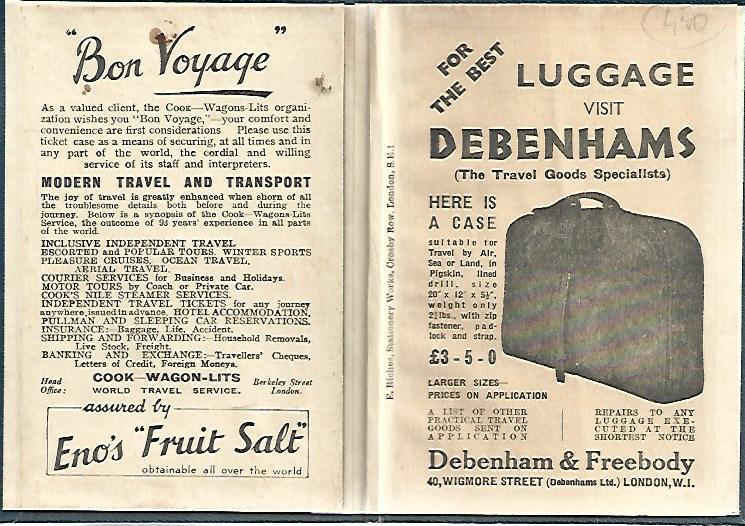 "Bon Voyage"
As a valued client, the Cook—Wagons-Lits organi-
zation wishes you "Bon Voyage,"—your comfort and
convenience are first considerations Please use this
ticket case as a means of securing, at all times and in
any part of the world, the cordial and willing
service of its staff and interpreters.
MODERN TRAVEL AND TRANSPORT
The joy of travel is greatly enhanced when shorn of all
the troublesome details both before and during the
journey. Below is a synopsis of the Cook—Wagons-Lits
Service, the outcome of 93 years' experience in all parts
of the world.
INCLUSIVE INDEPENDENT TRAVEL
ESCORTED and POPULAR TOURS. WINTER SPORTS
PLEASURE CRUISES. OCEAN TRAVEL.
AERIAL TRAVEL.
COURIER SERVICES for Business and Holidays.
MOTOR TOURS by Coach or Private Car.
COOK'S NILE STEAMER SERVICES.
INDEPENDENT TRAVEL TICKETS for any journey
anywhere, issued in advance. HOTEL ACCOMMODATION.
PULLMAN AND SLEEPING CAR RESERVATIONS.
INSURANCE:—Baggage, Life, Accident.
SHIPPING AND FORWARDING:—Household Removals,
Live Stock, Freight.
BANKING AND EXCHANGE:—Travellers' Cheques,
Letters of Credit, Foreign Moneys.
Head Office: COOK—WAGON-LITS WORLD TRAVEL SERVICE. Berkeley Street London.
assured by
Eno's "Fruit Salt"
obtainable all over the world
Stationery Works, Crosby Row, London, S.E.1
440
FOR
THE BEST
LUGGAGE
VISIT
DEBENHAMS
(The Travel Goods Specialists)
HERE IS
A CASE
suitable for
Travel by Air,
Sea or Land, in
Pigskin, lined
drill, size
20" x 12" x 5½",
weight only
2¾lbs., with zip
fastener, pad-
lock and strap.
£3-5-0
LARGER SIZES—
PRICES ON APPLICATION
A LIST OF OTHER
PRACTICAL TRAVEL
GOODS SENT ON
APPLICATION
REPAIRS TO ANY
LUGGAGE EXE-
CUTED AT THE
SHORTEST NOTICE
Debenham & Freebody
40, WIGMORE STREET (Debenhams Ltd.) LONDON, W.I.